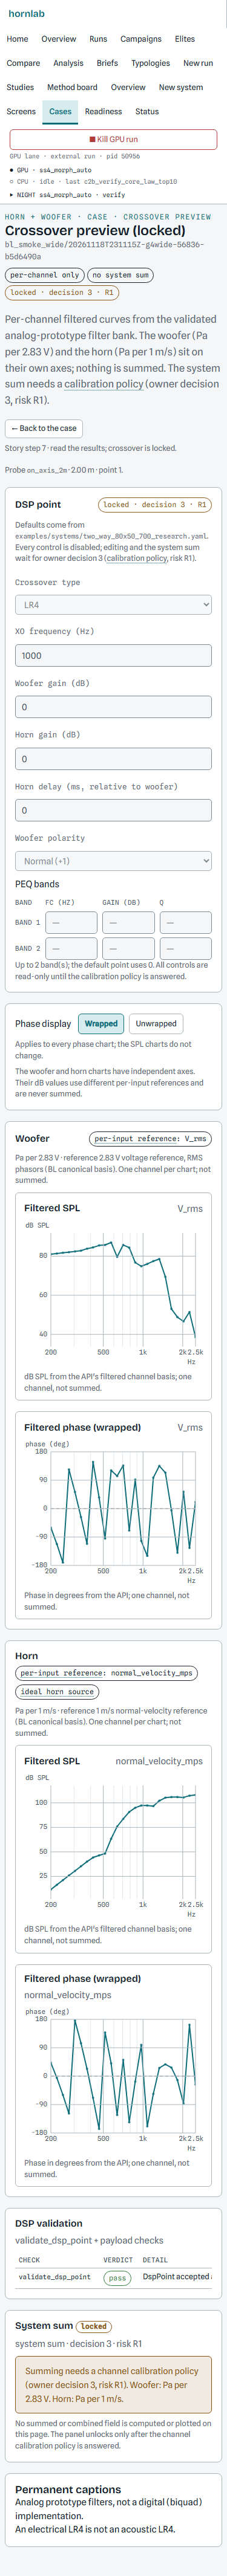 hornlab
Home Overview Runs Campaigns Elites
Compare Analysis Briefs Typologies New run
Studies Method board Overview New system
Screens Cases Readiness Status
Kill GPU run
GPU lane · external run · pid 50956
● GPU · ss4_morph_auto
○ CPU · idle · last c2b_verify_core_law_top10
▶ NIGHT ss4_morph_auto · verify
HORN + WOOFER · CASE · CROSSOVER PREVIEW
Crossover preview (locked)
bl_smoke_wide/20261118T231115Z-g4wide-56836-
b5d6490a
per-channel only no system sum
locked · decision 3 · R1
Per-channel filtered curves from the validated
analog-prototype filter bank. The woofer (Pa
per 2.83 V) and the horn (Pa per 1 m/s) sit on
their own axes; nothing is summed. The system
sum needs a calibration policy (owner decision
3, risk R1).
← Back to the case
Story step 7 · read the results; crossover is locked.
Probe on_axis_2m · 2.00 m · point 1.
DSP point locked · decision 3 · R1
Defaults come from
examples/systems/two_way_80x50_700_research.yaml.
Every control is disabled; editing and the system sum
wait for owner decision 3 (calibration policy, risk R1).
Crossover type
LR4
XO frequency (Hz)
1000
Woofer gain (dB)
0
Horn gain (dB)
0
Horn delay (ms, relative to woofer)
0
Woofer polarity
Normal (+1)
PEQ bands
BAND FC (HZ) GAIN (DB) Q
BAND 1 — — —
BAND 2 — — —
Up to 2 band(s); the default point uses 0. All controls are
read-only until the calibration policy is answered.
Phase display Wrapped Unwrapped
Applies to every phase chart; the SPL charts do not
change.
The woofer and horn charts have independent axes.
Their dB values use different per-input references and
are never summed.
Woofer per-input reference: V_rms
Pa per 2.83 V · reference 2.83 V voltage reference, RMS
phasors (BL canonical basis). One channel per chart; not
summed.
Filtered SPL V_rms
dB SPL
80
60
40
200 500 1k 2k 2.5k
Hz
dB SPL from the API's filtered channel basis; one
channel, not summed.
Filtered phase (wrapped) V_rms
phase (deg)
180
90
0
-90
-180
200 500 1k 2k 2.5k
Hz
Phase in degrees from the API; one channel, not
summed.
Horn
per-input reference: normal_velocity_mps
ideal horn source
Pa per 1 m/s · reference 1 m/s normal-velocity reference
(BL canonical basis). One channel per chart; not
summed.
Filtered SPL normal_velocity_mps
dB SPL
100
75
50
25
200 500 1k 2k 2.5k
Hz
dB SPL from the API's filtered channel basis; one
channel, not summed.
Filtered phase (wrapped)
normal_velocity_mps
phase (deg)
180
90
0
-90
-180
200 500 1k 2k 2.5k
Hz
Phase in degrees from the API; one channel, not
summed.
DSP validation
validate_dsp_point + payload checks
CHECK VERDICT DETAIL
validate_dsp_point pass DspPoint accepted
System sum locked
system sum · decision 3 · risk R1
Summing needs a channel calibration policy
(owner decision 3, risk R1). Woofer: Pa per
2.83 V. Horn: Pa per 1 m/s.
No summed or combined field is computed or plotted on
this page. The panel unlocks only after the channel
calibration policy is answered.
Permanent captions
Analog prototype filters, not a digital (biquad)
implementation.
An electrical LR4 is not an acoustic LR4.